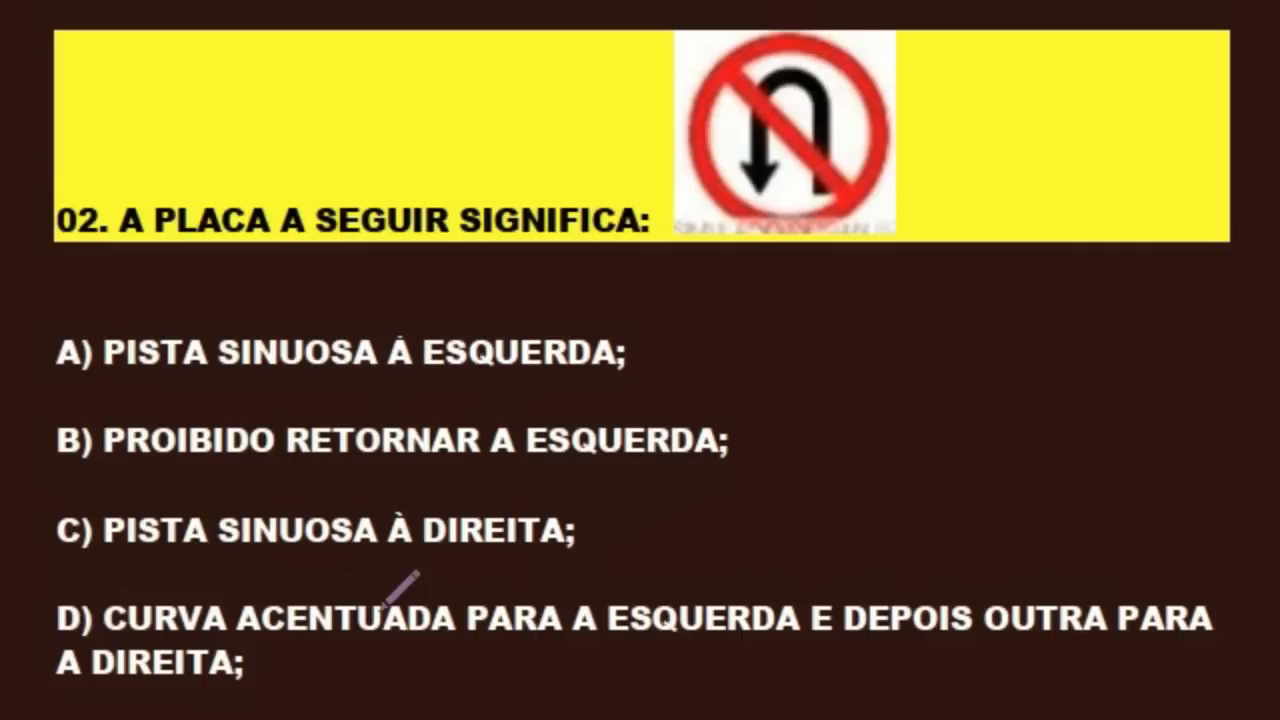 02. A PLACA A SEGUIR SIGNIFICA:
A) PISTA SINUOSA À ESQUERDA;
B) PROIBIDO RETORNAR A ESQUERDA;
C) PISTA SINUOSA À DIREITA;
D) CURVA ACENTUADA PARA A ESQUERDA E DEPOIS OUTRA PARA
A DIREITA;